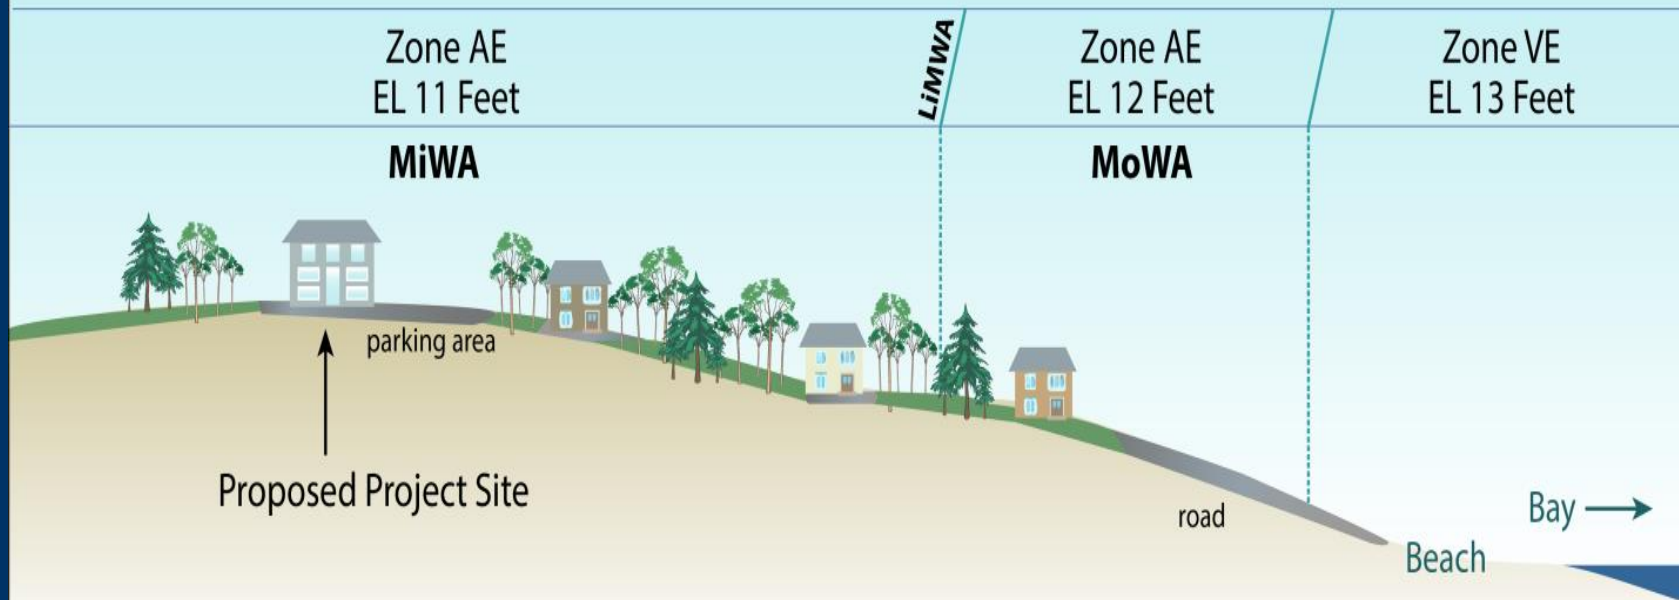 Zone AE
EL 11 Feet
LiMWA
Zone AE
EL 12 Feet
Zone VE
EL 13 Feet
MiWA
MoWA
parking area
Proposed Project Site
road
Bay
Beach